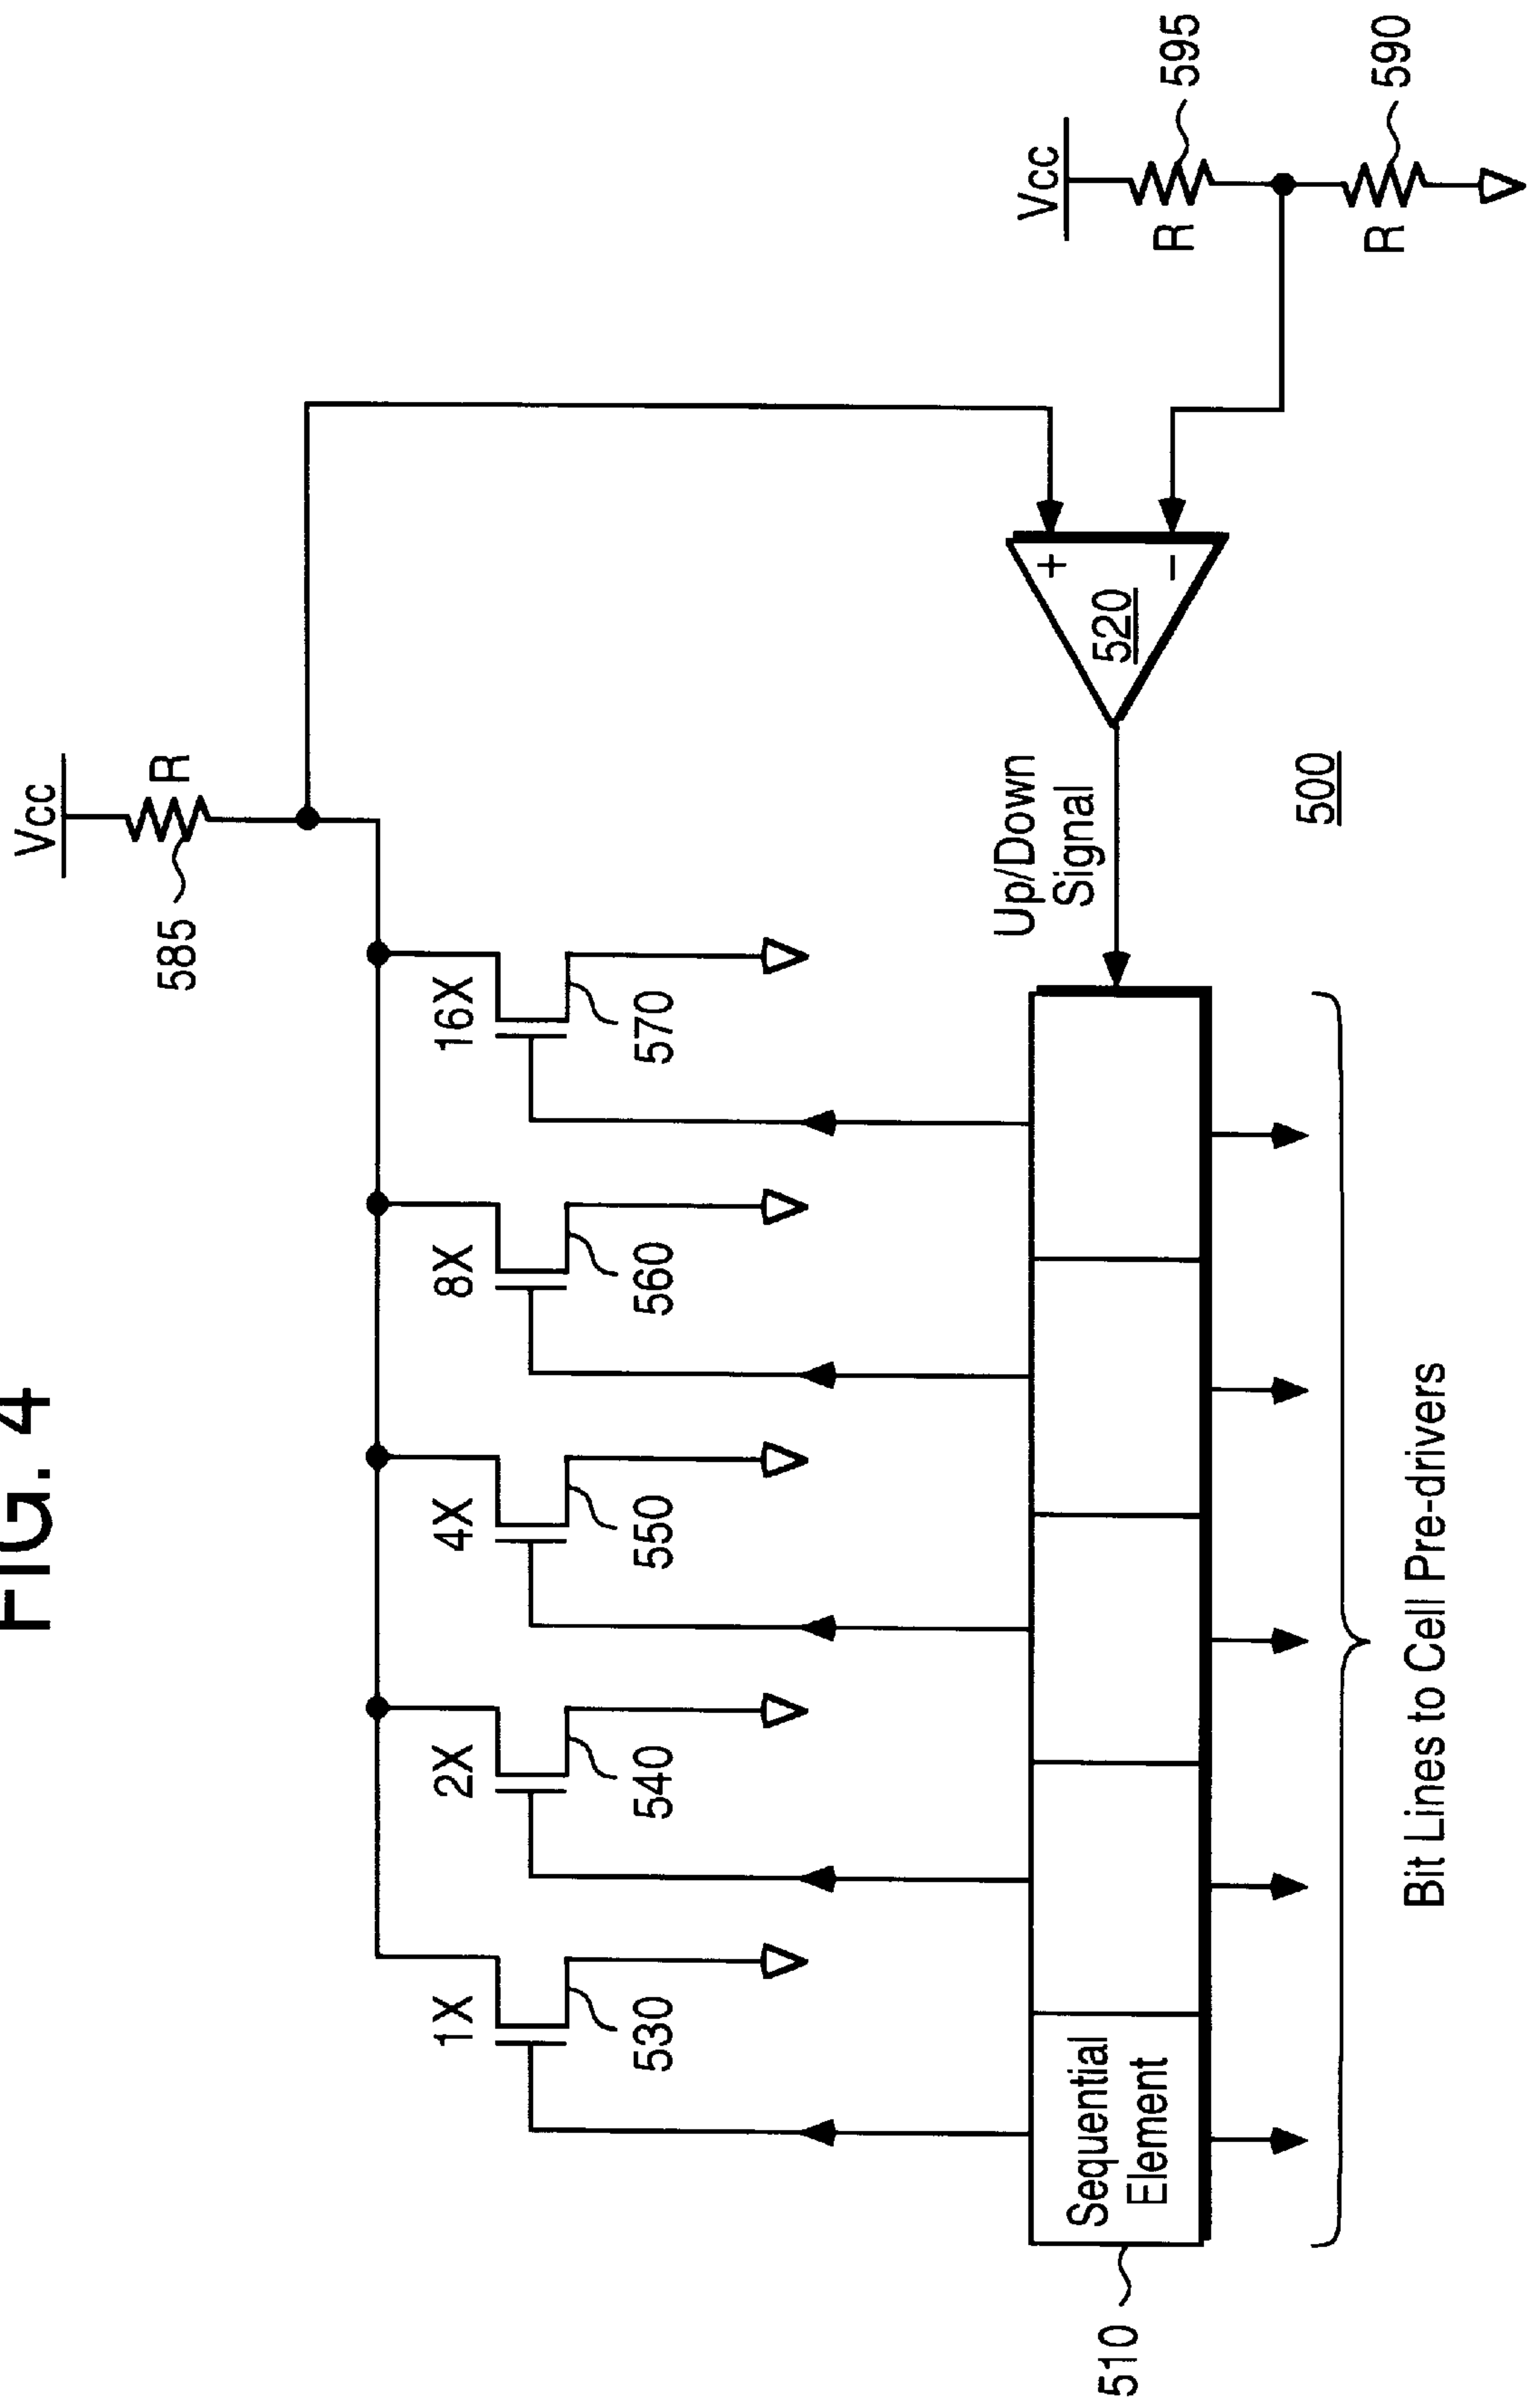 FIG. 4
Vcc
585
R
1X
2X
4X
8X
16X
530
540
550
560
570
Vcc
R
595
R
590
+
-
520
Up/Down
Signal
510
Sequential
Element
500
Bit Lines to Cell Pre-drivers